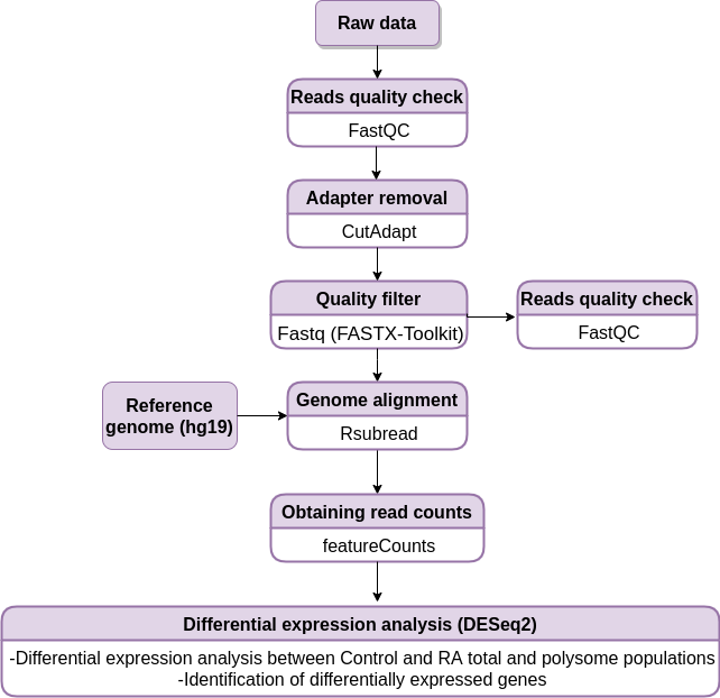 Raw data
Reads quality check
FastQC
Adapter removal
CutAdapt
Quality filter
Fastq (FASTX-Toolkit)
Reads quality check
FastQC
Reference
genome (hg19)
Genome alignment
Rsubread
Obtaining read counts
featureCounts
Differential expression analysis (DESeq2)
-Differential expression analysis between Control and RA total and polysome populations
-Identification of differentially expressed genes